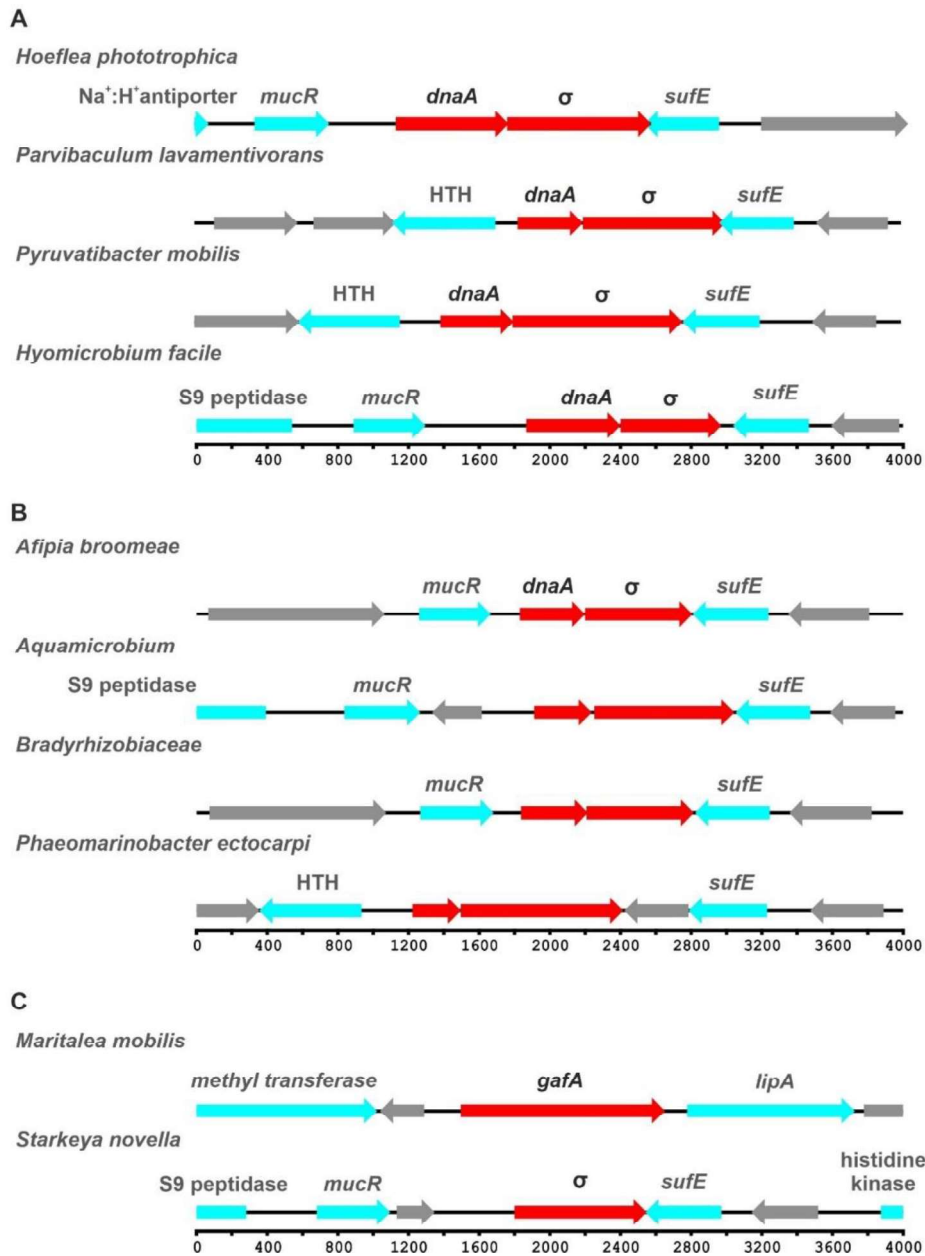 A
Hoeflea phototrophica
Na⁺:H⁺antiporter mucR dnaA σ sufE
Parvibaculum lavamentivorans
HTH dnaA σ sufE
Pyruvatibacter mobilis
HTH dnaA σ sufE
Hyomicrobium facile
S9 peptidase mucR dnaA σ sufE
0 400 800 1200 1600 2000 2400 2800 3200 3600 4000
B
Afipia broomeae
mucR dnaA σ sufE
Aquamicrobium
S9 peptidase mucR sufE
Bradyrhizobiaceae
mucR sufE
Phaeomarinobacter ectocarpi
HTH sufE
0 400 800 1200 1600 2000 2400 2800 3200 3600 4000
C
Maritalea mobilis
methyl transferase gafA lipA
Starkeya novella
S9 peptidase mucR σ sufE histidine kinase
0 400 800 1200 1600 2000 2400 2800 3200 3600 4000